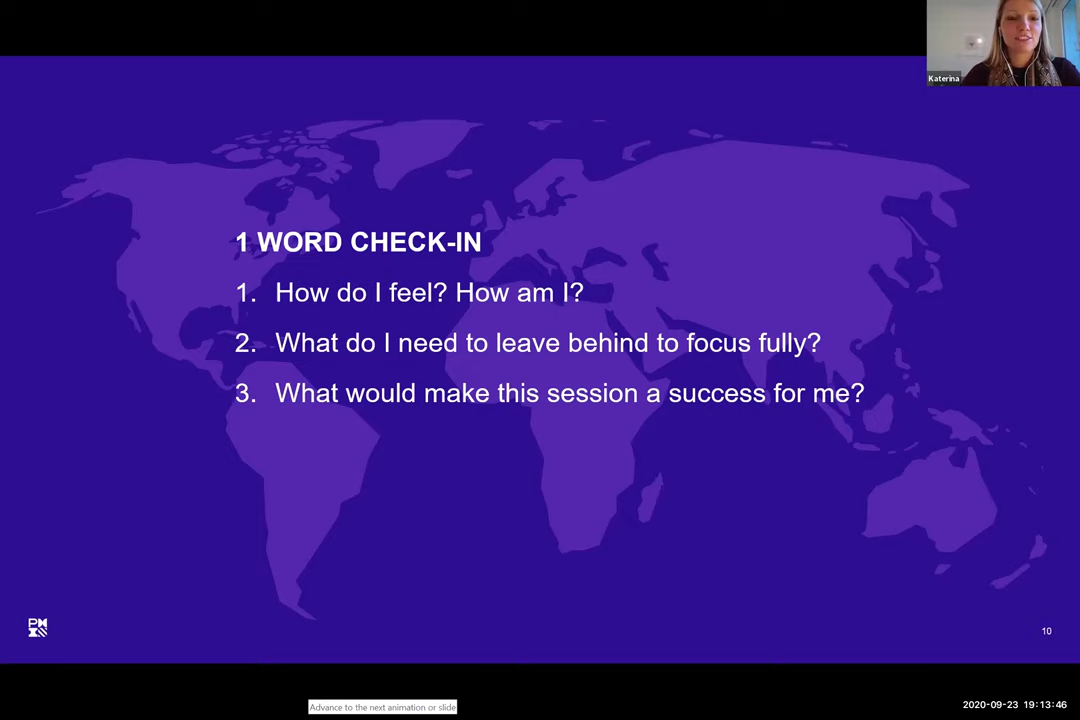 Katerina
1 WORD CHECK-IN
1. How do I feel? How am I?
2. What do I need to leave behind to focus fully?
3. What would make this session a success for me?
10
Advance to the next animation or slide
2020-09-23 19:13:46